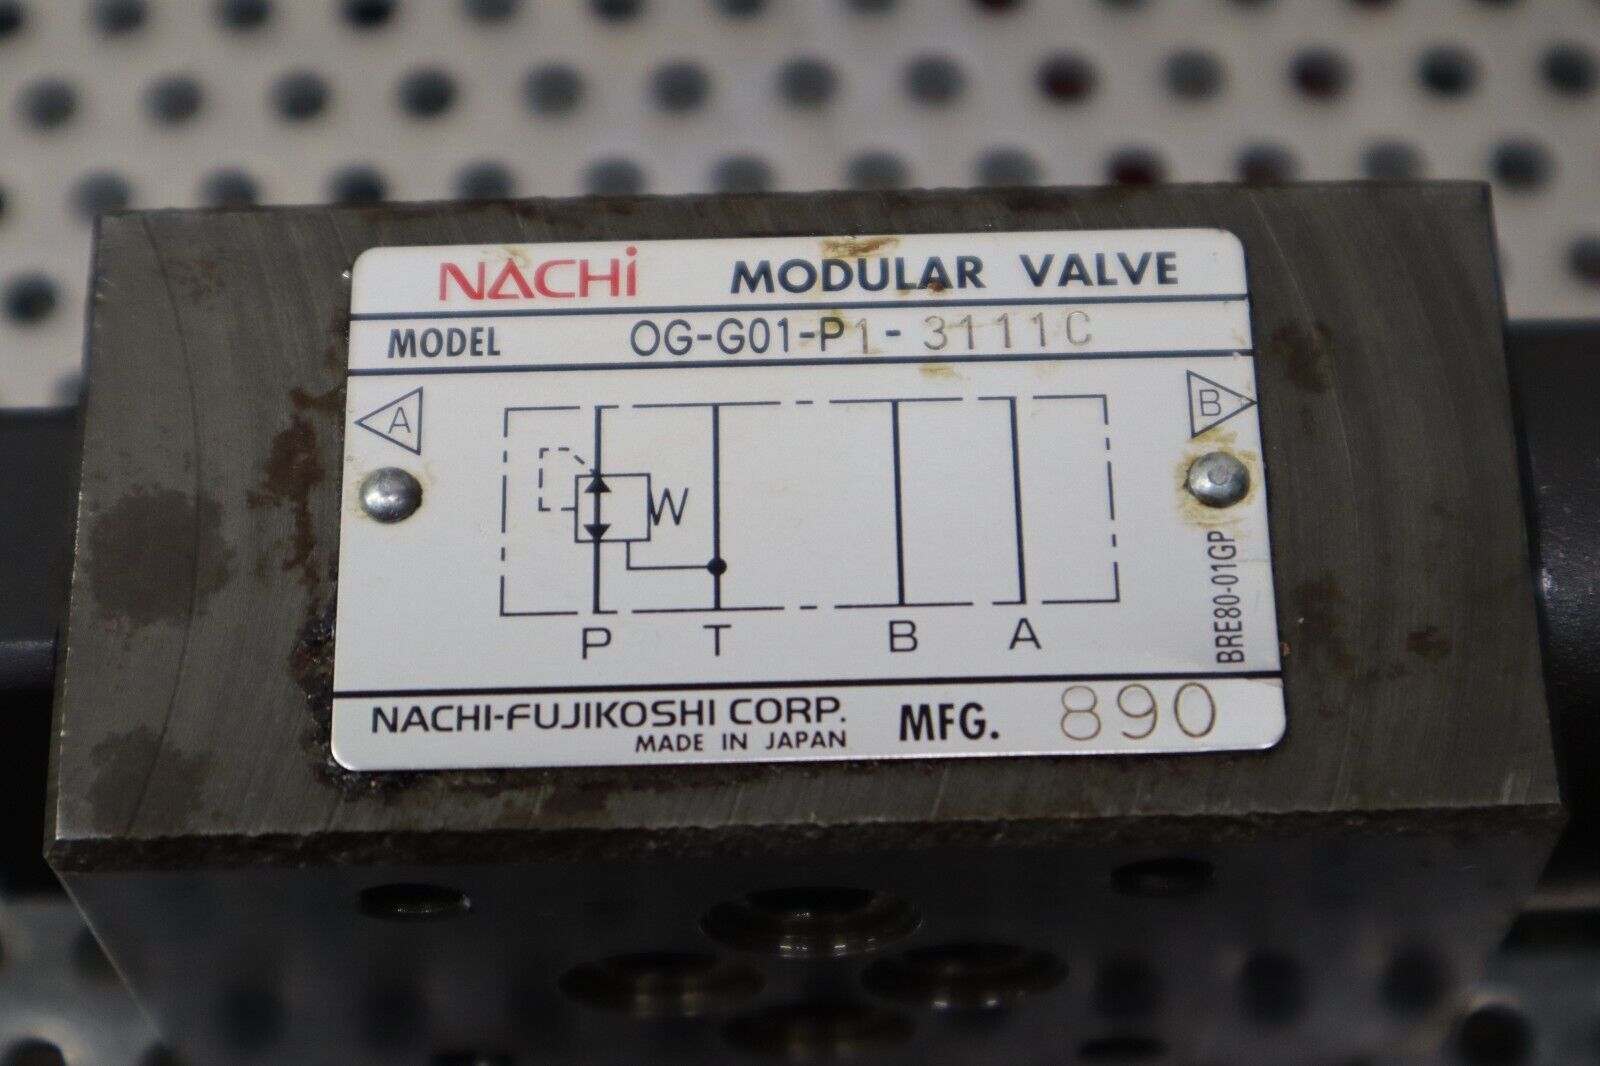 NACHi MODULAR VALVE
MODEL OG-G01-P1-3111C
A B
W
P T B A
BRE80-01GP
NACHI-FUJIKOSHI CORP. MFG. 890
MADE IN JAPAN